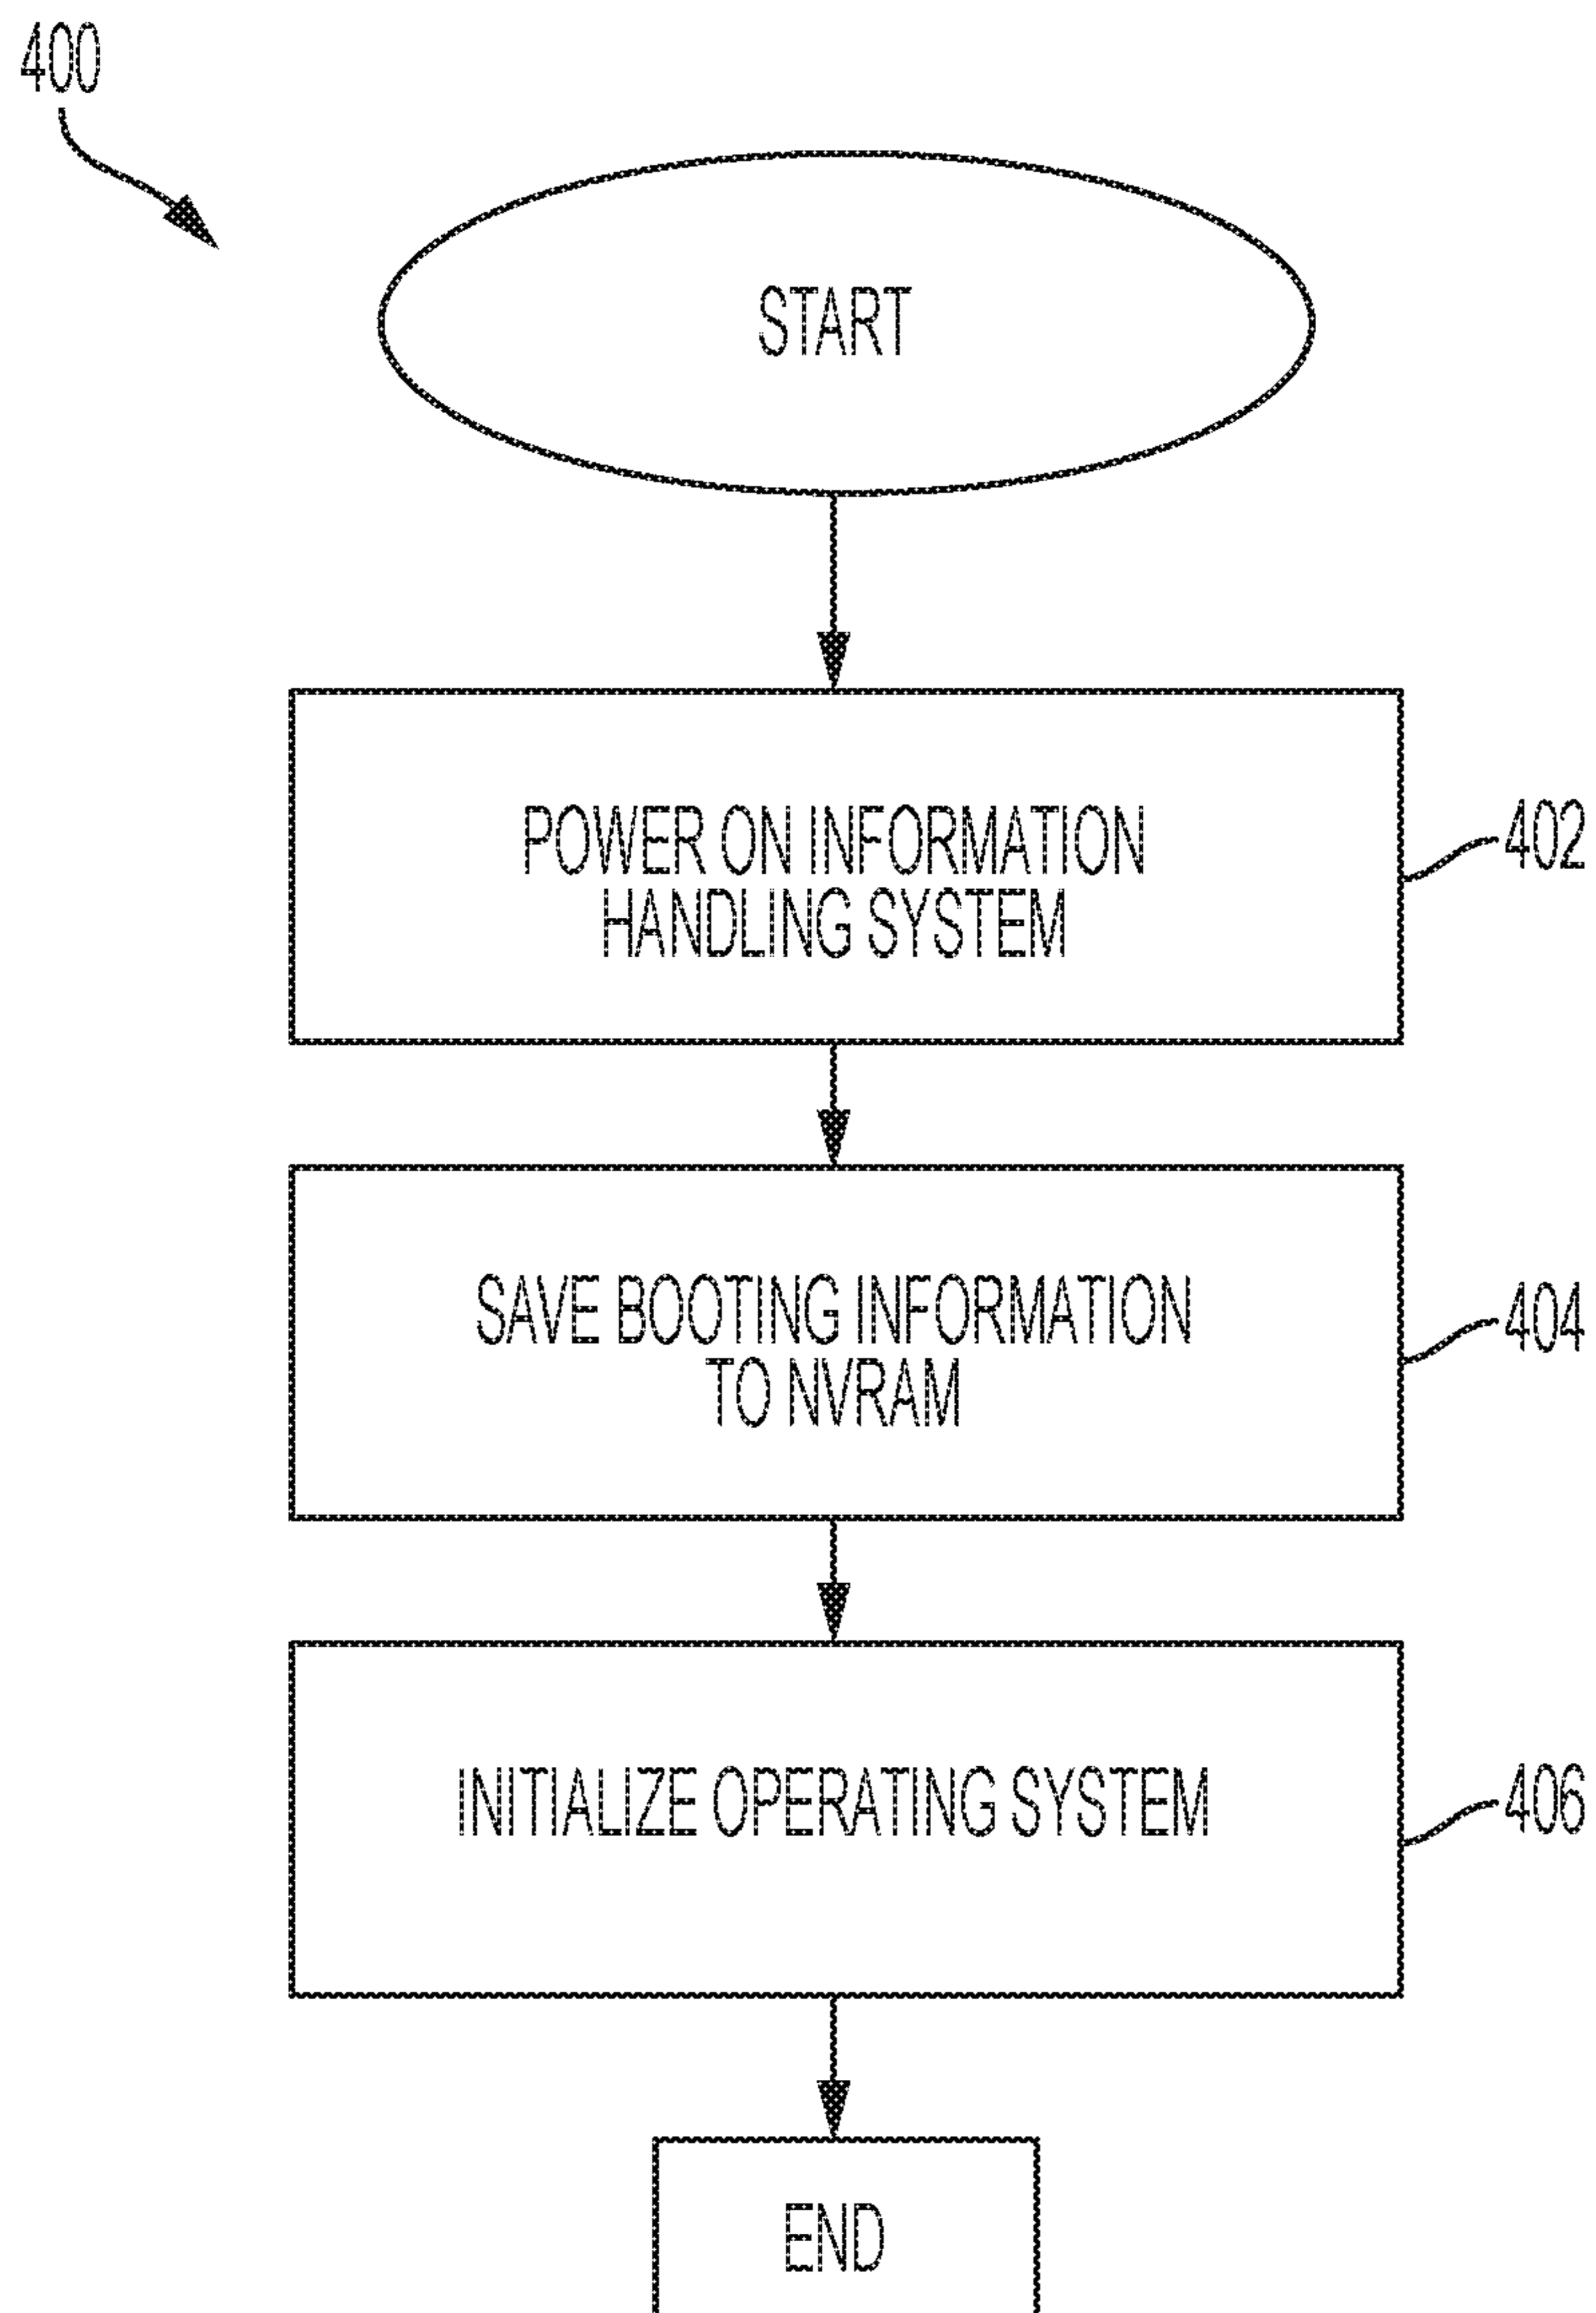 400
START
POWER ON INFORMATION
HANDLING SYSTEM
402
SAVE BOOTING INFORMATION
TO NVRAM
404
INITIALIZE OPERATING SYSTEM
406
END